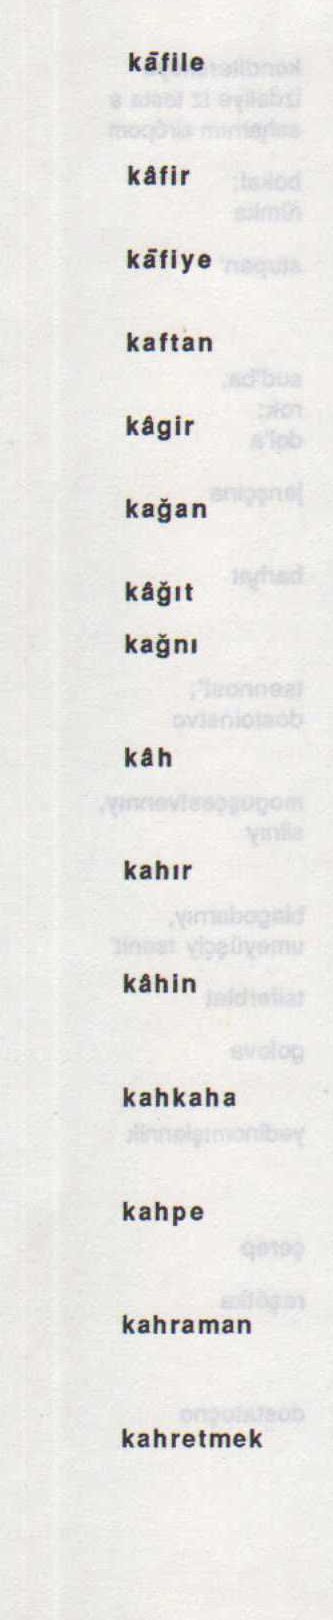 kāfile
kâfir
kāfiye
kaftan
kâgir
kağan
kâğıt
kağnı
kâh
kahır
kâhin
kahkaha
kahpe
kahraman
kahretmek